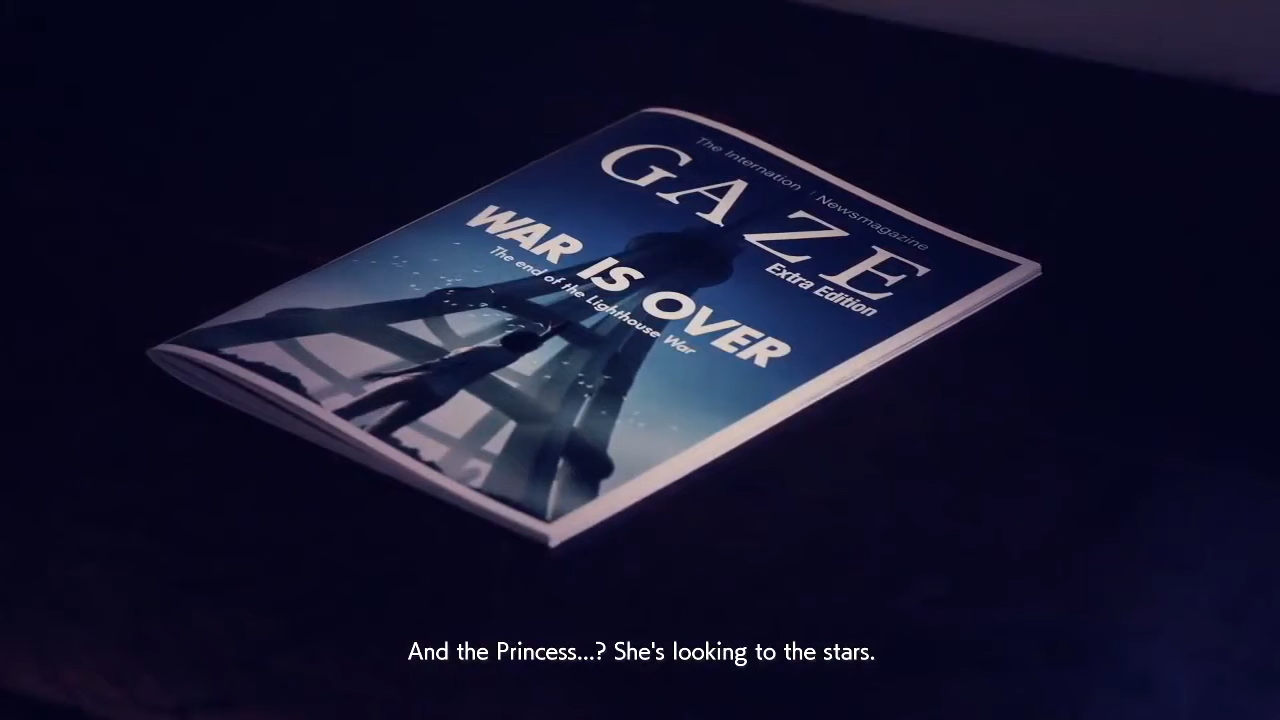 The Internation l Newsmagazine
GAZE
Extra Edition
WAR IS OVER
The end of the Lighthouse War
And the Princess...? She's looking to the stars.